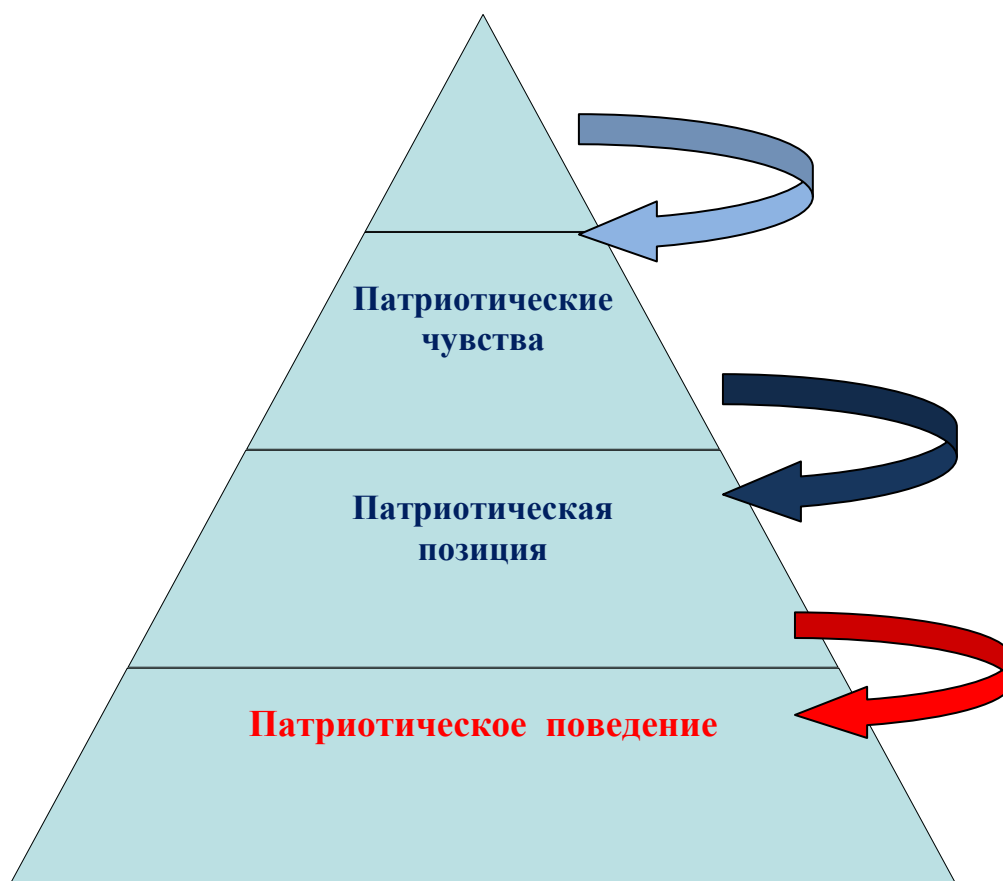 Патриотические
чувства
Патриотическая
позиция
Патриотическое поведение